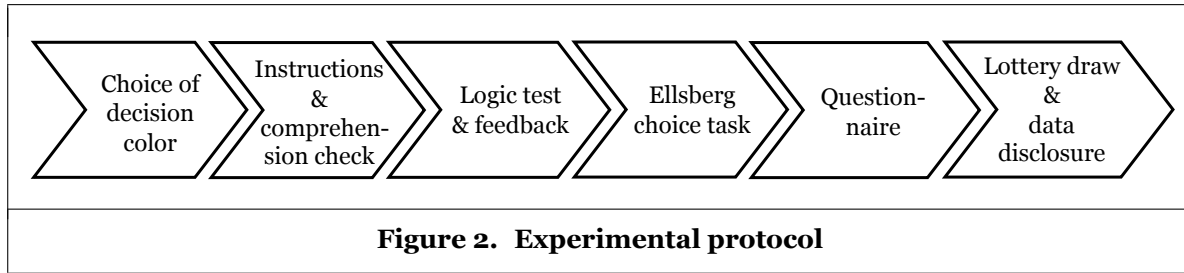 Choice of
decision
color
Instructions
&
comprehen-
sion check
Logic test
& feedback
Ellsberg
choice task
Question-
naire
Lottery draw
&
data
disclosure
Figure 2. Experimental protocol